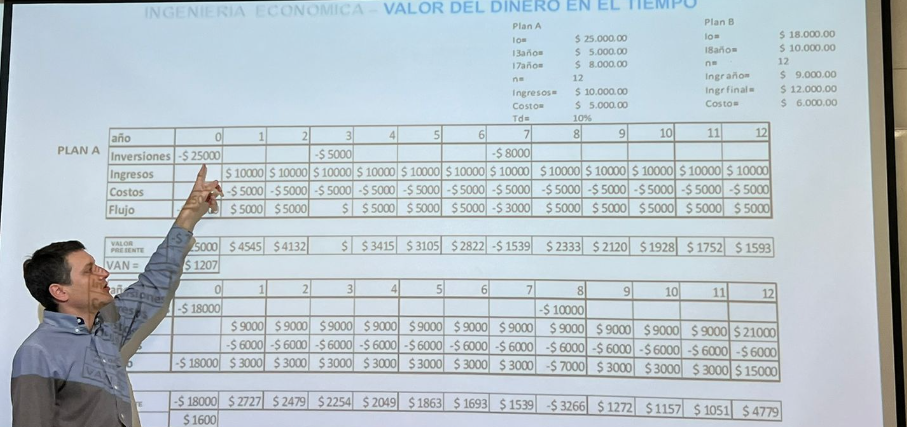 INGENIERIA ECONOMICA - VALOR DEL DINERO EN EL TIEMPO
Plan A
Io= $ 25.000.00
I3año= $ 5.000.00
I7año= $ 8.000.00
n= 12
Ingresos= $ 10.000.00
Costo= $ 5.000.00
Td= 10%
Plan B
Io= $ 18.000.00
I8año= $ 10.000.00
n= 12
Ingr año= $ 9.000.00
Ingr final= $ 12.000.00
Costo= $ 6.000.00
PLAN A
año 0 1 2 3 4 5 6 7 8 9 10 11 12
Inversiones -$ 25000 -$ 5000 -$ 8000
Ingresos $ 10000 $ 10000 $ 10000 $ 10000 $ 10000 $ 10000 $ 10000 $ 10000 $ 10000 $ 10000 $ 10000 $ 10000
Costos -$ 5000 -$ 5000 -$ 5000 -$ 5000 -$ 5000 -$ 5000 -$ 5000 -$ 5000 -$ 5000 -$ 5000 -$ 5000 -$ 5000
Flujo $ 5000 $ 5000 $ $ 5000 $ 5000 $ 5000 -$ 3000 $ 5000 $ 5000 $ 5000 $ 5000 $ 5000
VALOR
PRESENTE -$ 5000 $ 4545 $ 4132 $ $ 3415 $ 3105 $ 2822 -$ 1539 $ 2333 $ 2120 $ 1928 $ 1752 $ 1593
VAN = $ 1207
0 1 2 3 4 5 6 7 8 9 10 11 12
-$ 18000 -$ 10000
$ 9000 $ 9000 $ 9000 $ 9000 $ 9000 $ 9000 $ 9000 $ 9000 $ 9000 $ 9000 $ 9000 $ 21000
-$ 6000 -$ 6000 -$ 6000 -$ 6000 -$ 6000 -$ 6000 -$ 6000 -$ 6000 -$ 6000 -$ 6000 -$ 6000 -$ 6000
-$ 18000 $ 3000 $ 3000 $ 3000 $ 3000 $ 3000 $ 3000 $ 3000 -$ 7000 $ 3000 $ 3000 $ 3000 $ 15000
-$ 18000 $ 2727 $ 2479 $ 2254 $ 2049 $ 1863 $ 1693 $ 1539 -$ 3266 $ 1272 $ 1157 $ 1051 $ 4779
$ 1600